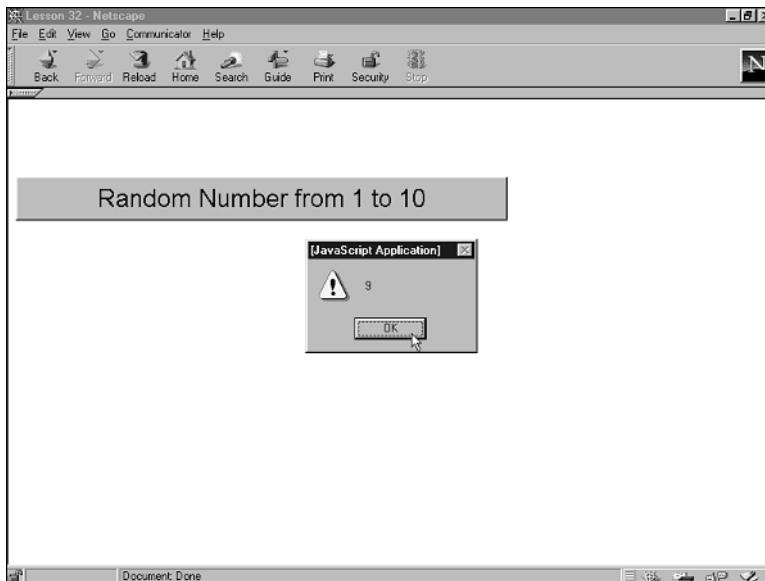 Lesson 32 - Netscape
File Edit View Go Communicator Help
Back Forward Reload Home Search Guide Print Security Stop
N
Random Number from 1 to 10
[JavaScript Application]
9
OK
Document: Done